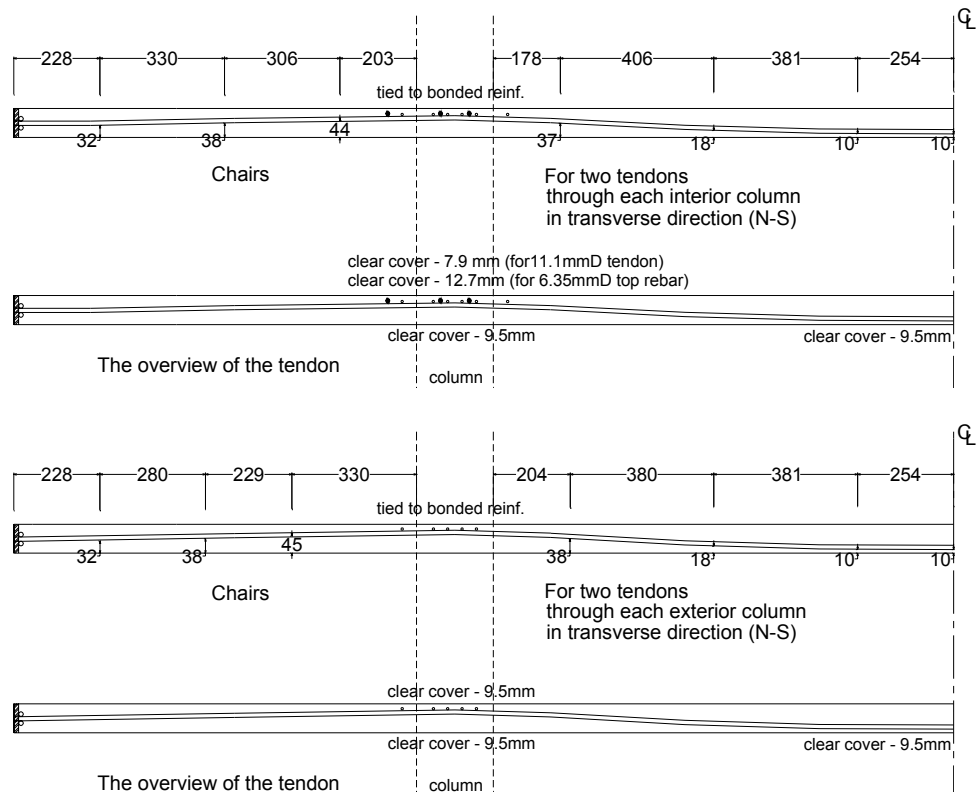 ℄
228 330 306 203 178 406 381 254
tied to bonded reinf.
32 38 44 37 18 10 10
Chairs
For two tendons
through each interior column
in transverse direction (N-S)
clear cover - 7.9 mm (for11.1mmD tendon)
clear cover - 12.7mm (for 6.35mmD top rebar)
clear cover - 9.5mm clear cover - 9.5mm
The overview of the tendon
column
℄
228 280 229 330 204 380 381 254
tied to bonded reinf.
32 38 45 38 18 10 10
Chairs
For two tendons
through each exterior column
in transverse direction (N-S)
clear cover - 9.5mm
clear cover - 9.5mm clear cover - 9.5mm
The overview of the tendon
column